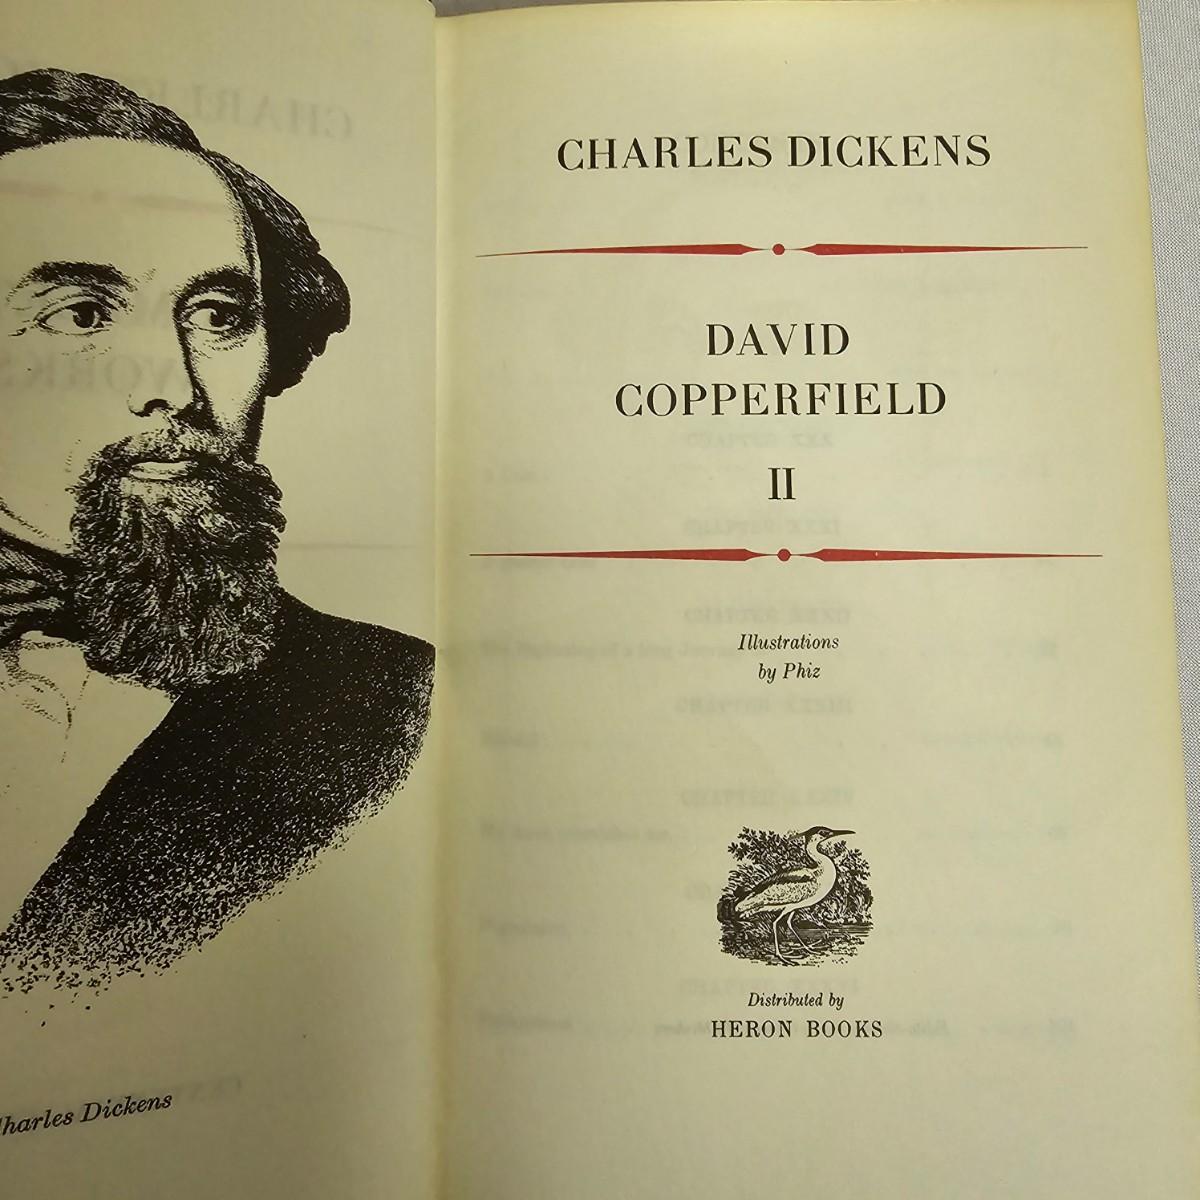 Charles Dickens
CHARLES DICKENS
DAVID
COPPERFIELD
II
Illustrations
by Phiz
Distributed by
HERON BOOKS